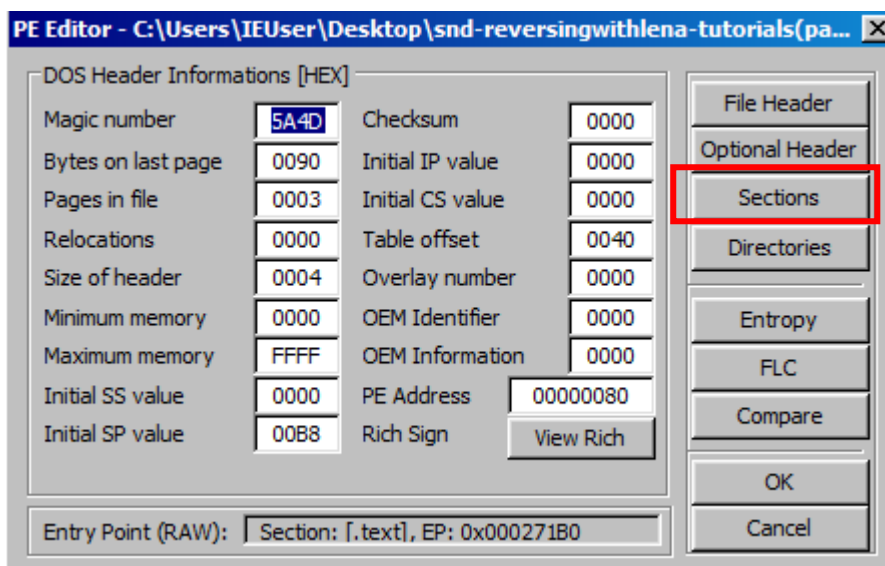 PE Editor - C:\Users\IEUser\Desktop\snd-reversingwithlena-tutorials(pa...
DOS Header Informations [HEX]
Magic number 5A4D Checksum 0000
Bytes on last page 0090 Initial IP value 0000
Pages in file 0003 Initial CS value 0000
Relocations 0000 Table offset 0040
Size of header 0004 Overlay number 0000
Minimum memory 0000 OEM Identifier 0000
Maximum memory FFFF OEM Information 0000
Initial SS value 0000 PE Address 00000080
Initial SP value 00B8 Rich Sign View Rich
Entry Point (RAW): Section: [.text], EP: 0x000271B0
File Header
Optional Header
Sections
Directories
Entropy
FLC
Compare
OK
Cancel